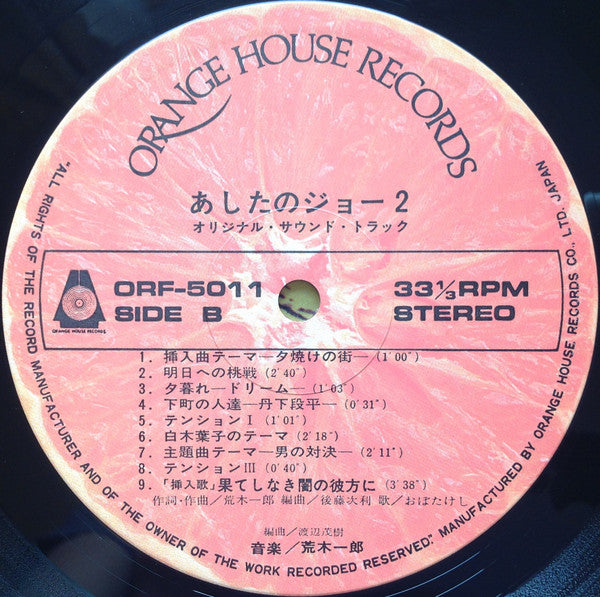 ORANGE HOUSE RECORDS
あしたのジョー2
オリジナル・サウンド・トラック
ORANGE HOUSE RECORDS
ORF-5011
SIDE B
33 1/3 RPM
STEREO
1. 挿入曲テーマ―夕焼けの街―(1'00")
2. 明日への挑戦(2'40")
3. 夕暮れ―ドリーム―(1'03")
4. 下町の人達―丹下段平―(0'31")
5. テンションⅠ(1'01")
6. 白木葉子のテーマ(2'18")
7. 主題曲テーマ―男の対決―(2'11")
8. テンションⅢ(0'40")
9. 「挿入歌」果てしなき闇の彼方に(3'38")
作詞・作曲/荒木一郎 編曲/後藤次利 歌/おぼたけし
編曲/渡辺茂樹
音楽/荒木一郎
"ALL RIGHTS OF THE RECORD MANUFACTURER AND OF THE OWNER OF THE WORK RECORDED RESERVED." MANUFACTURED BY ORANGE HOUSE RECORDS CO., LTD. JAPAN